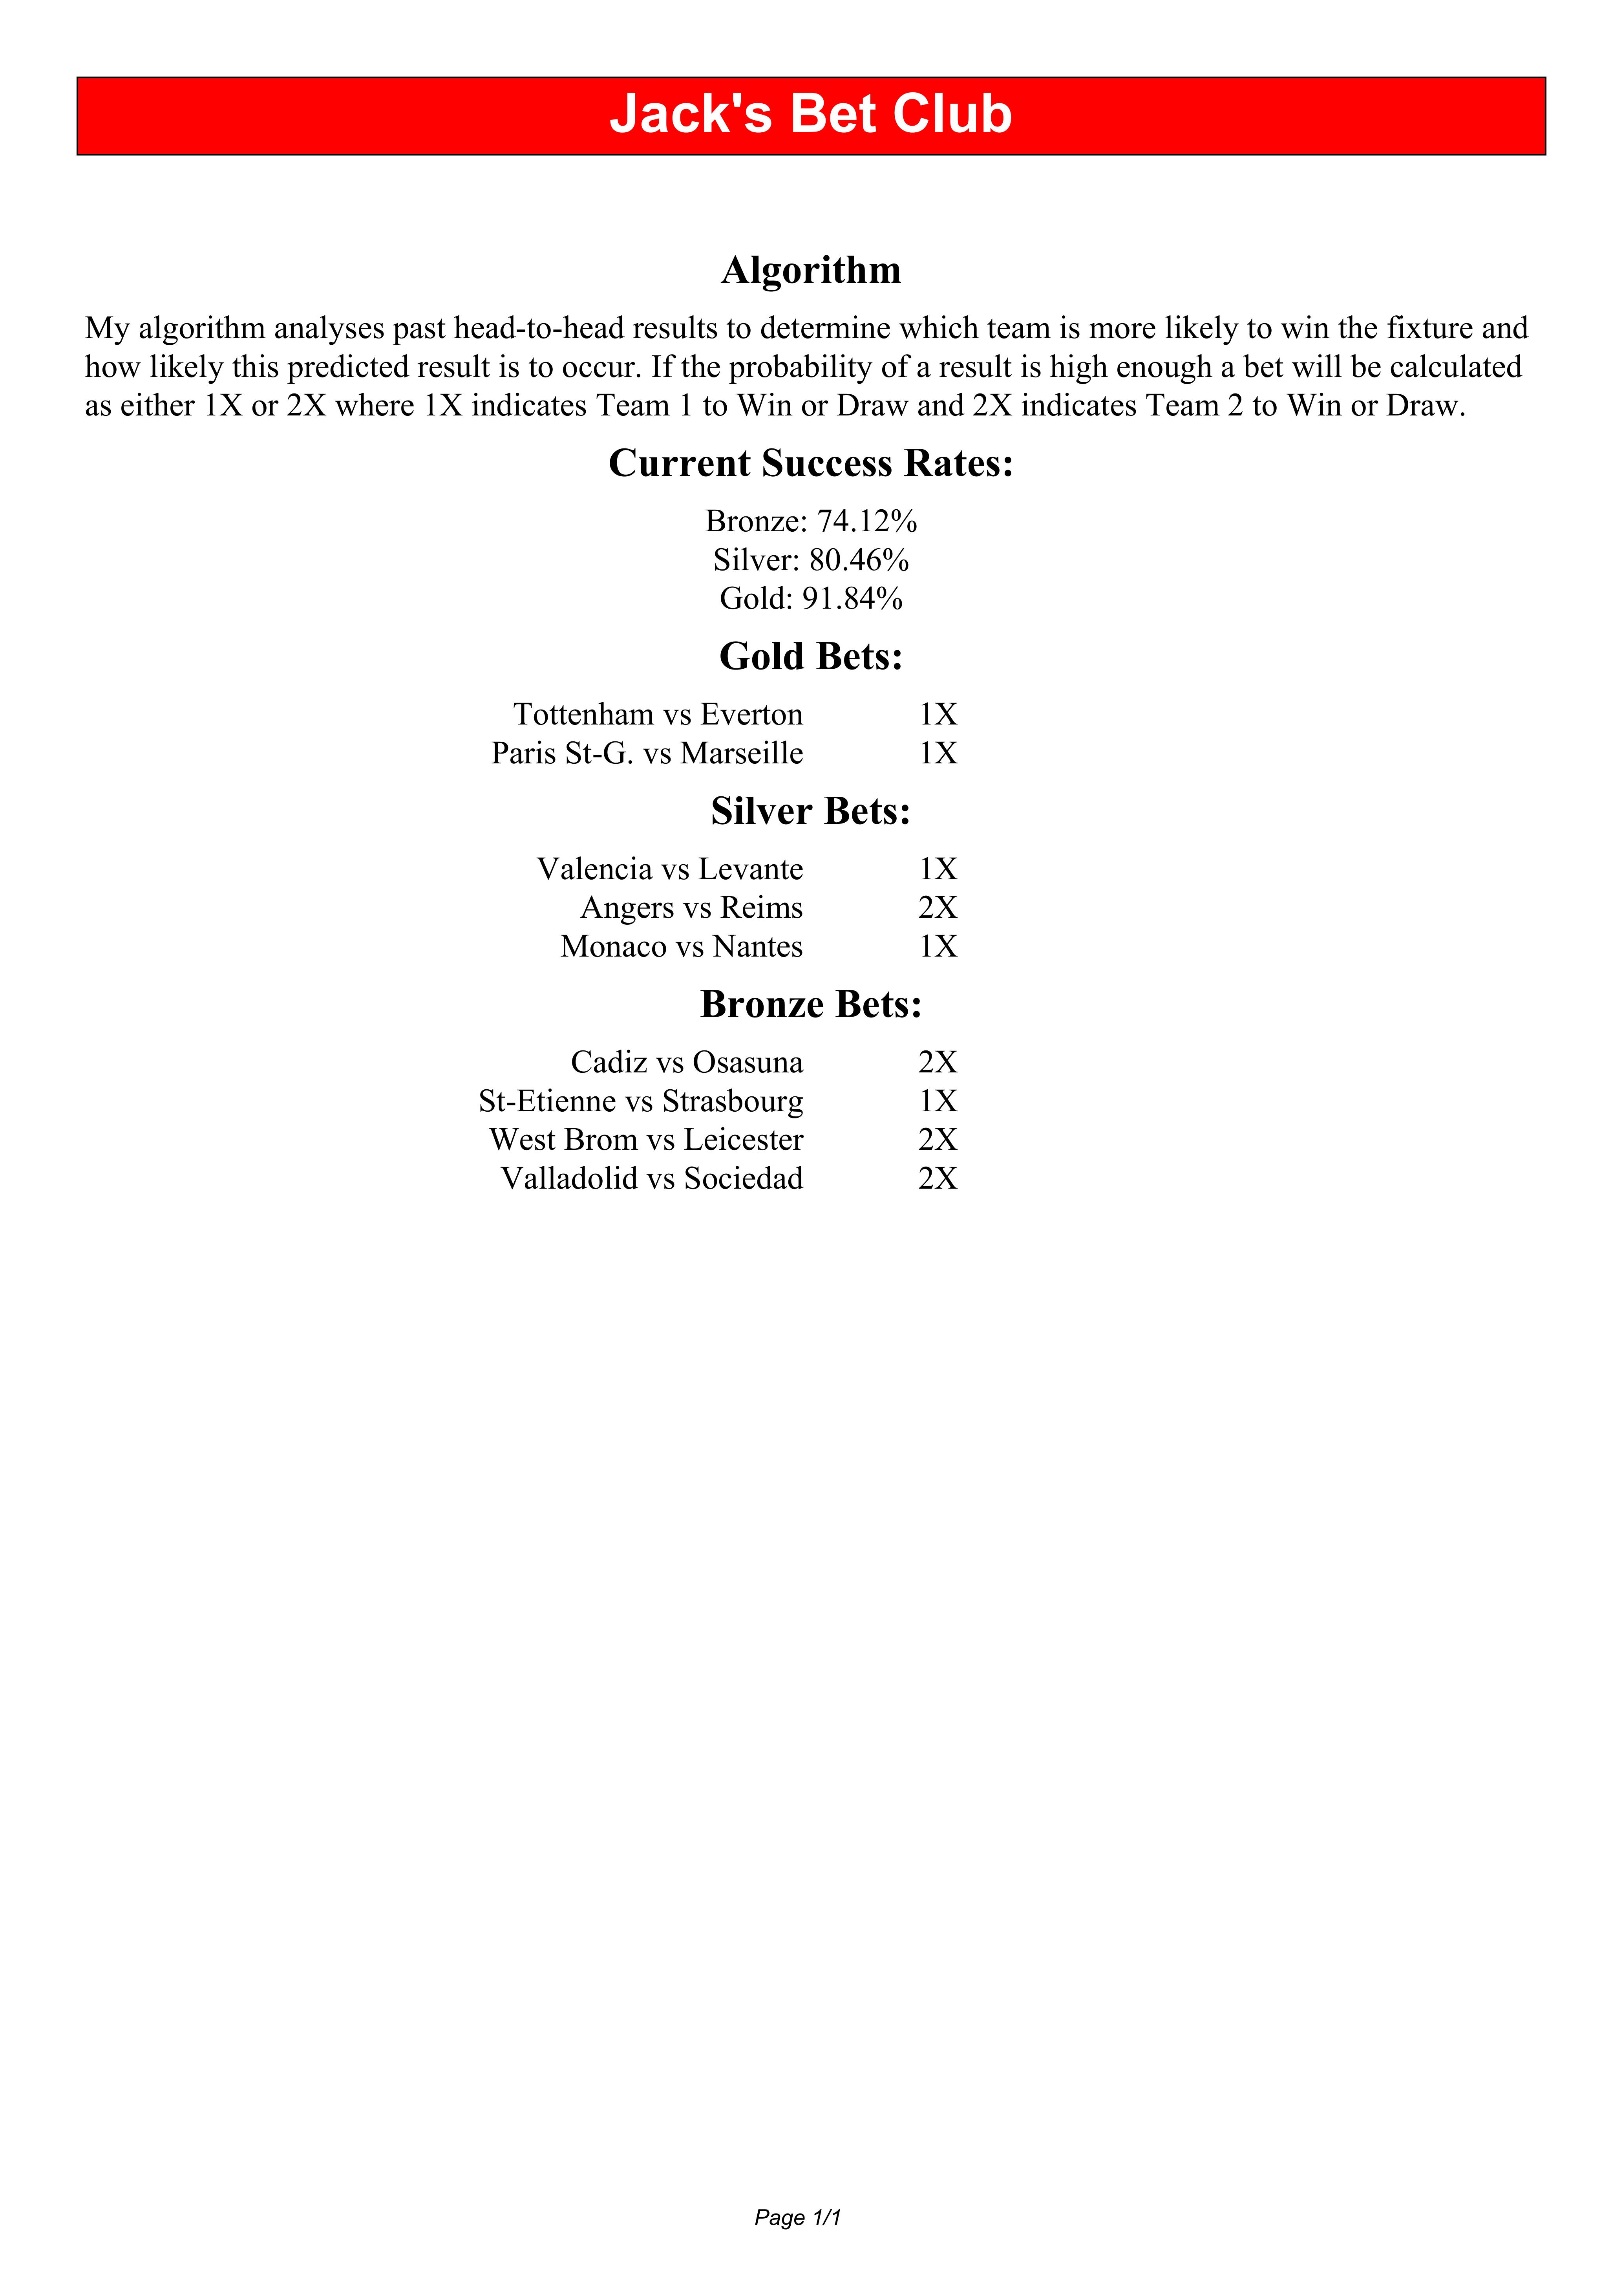 Jack's Bet Club
Algorithm
My algorithm analyses past head-to-head results to determine which team is more likely to win the fixture and
how likely this predicted result is to occur. If the probability of a result is high enough a bet will be calculated
as either 1X or 2X where 1X indicates Team 1 to Win or Draw and 2X indicates Team 2 to Win or Draw.
Current Success Rates:
Bronze: 74.12%
Silver: 80.46%
Gold: 91.84%
Gold Bets:
Tottenham vs Everton 1X
Paris St-G. vs Marseille 1X
Silver Bets:
Valencia vs Levante 1X
Angers vs Reims 2X
Monaco vs Nantes 1X
Bronze Bets:
Cadiz vs Osasuna 2X
St-Etienne vs Strasbourg 1X
West Brom vs Leicester 2X
Valladolid vs Sociedad 2X
Page 1/1